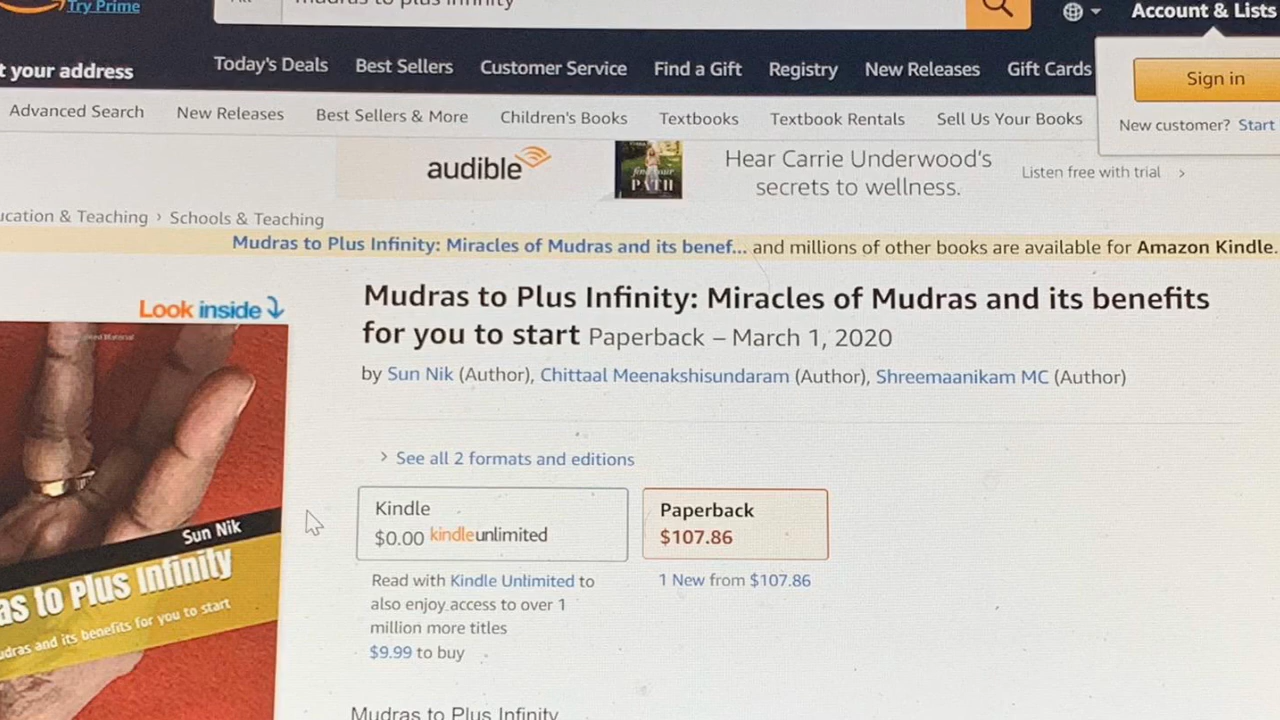 Try Prime
mudras to plus infinity
Account & Lists
t your address
Today's Deals Best Sellers Customer Service Find a Gift Registry New Releases Gift Cards
Sign in
New customer? Start
Advanced Search New Releases Best Sellers & More Children's Books Textbooks Textbook Rentals Sell Us Your Books
audible
PATH
Hear Carrie Underwood's
secrets to wellness.
Listen free with trial
ucation & Teaching › Schools & Teaching
Mudras to Plus Infinity: Miracles of Mudras and its benef... and millions of other books are available for Amazon Kindle.
Look inside
Mudras to Plus Infinity: Miracles of Mudras and its benefits
for you to start Paperback – March 1, 2020
by Sun Nik (Author), Chittaal Meenakshisundaram (Author), Shreemaanikam MC (Author)
See all 2 formats and editions
Kindle
$0.00 kindleunlimited
Paperback
$107.86
Read with Kindle Unlimited to
also enjoy access to over 1
million more titles
$9.99 to buy
1 New from $107.86
Sun Nik
as to Plus Infinity
udras and its benefits for you to start
Mudras to Plus Infinity